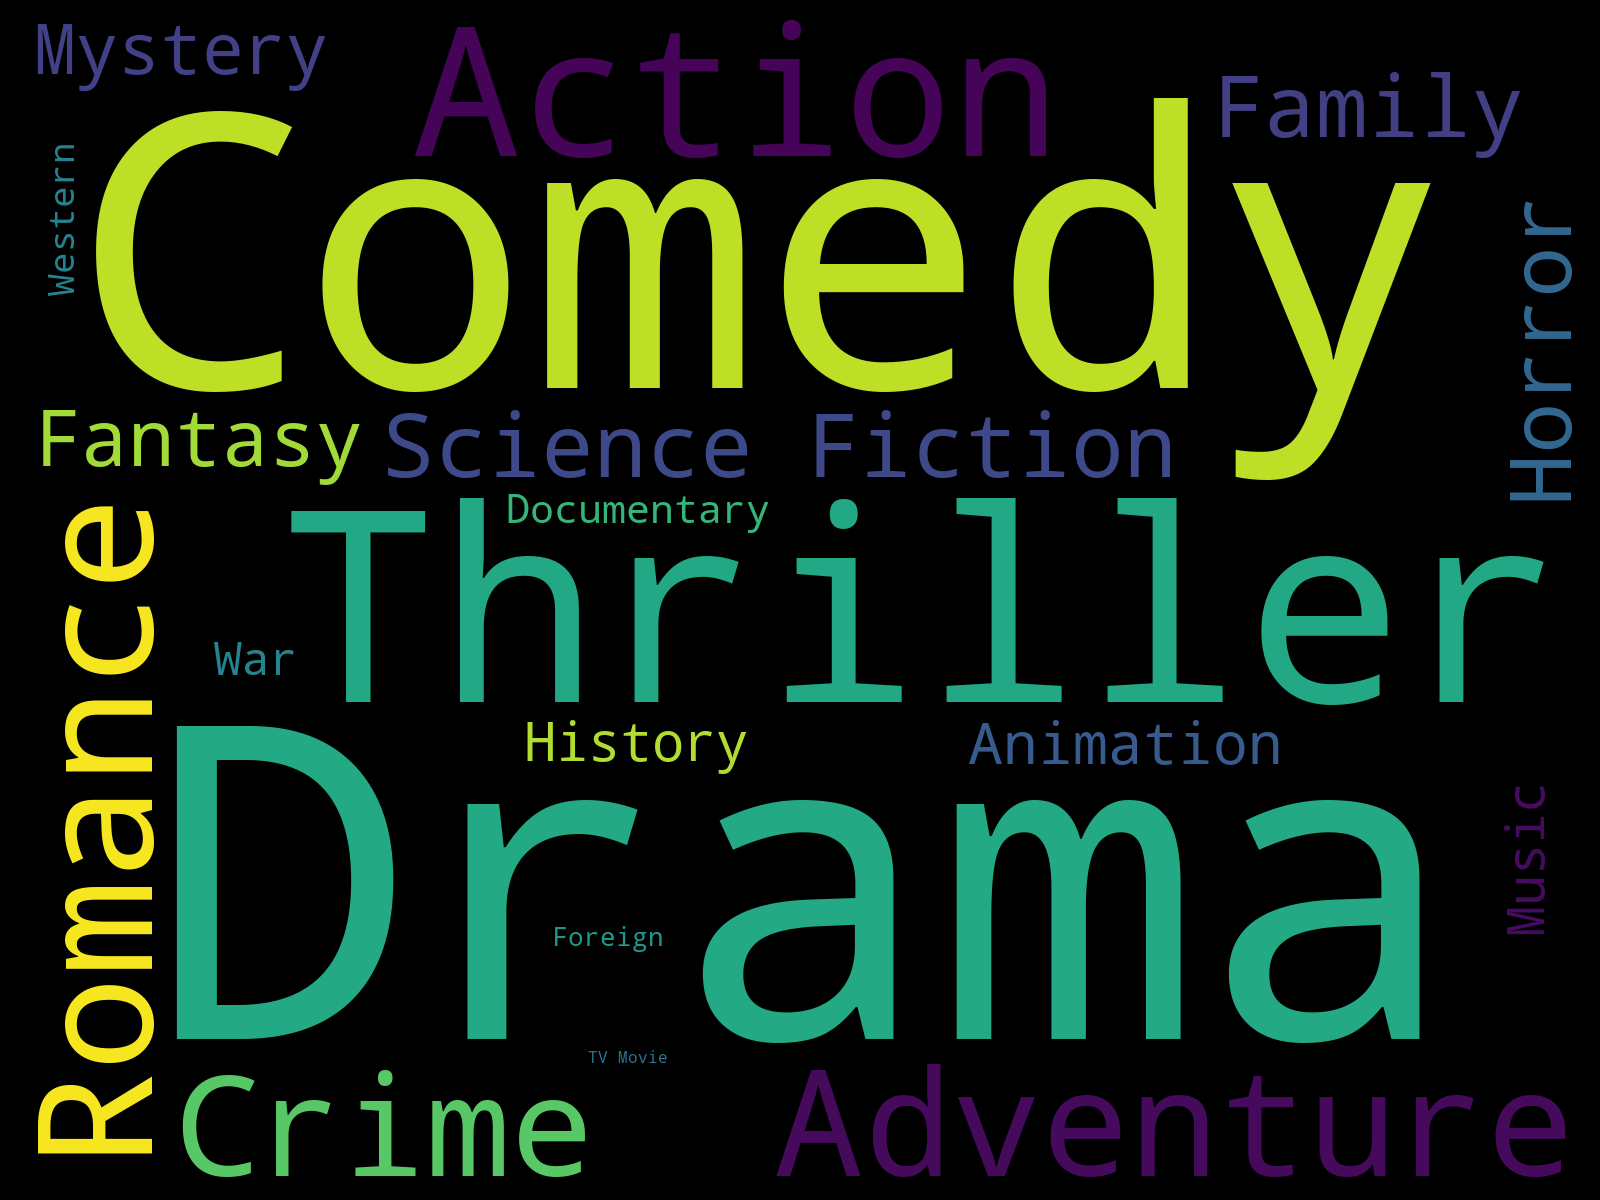 Mystery
Action
Family
Western
Comedy
Horror
Fantasy
Science Fiction
Documentary
Thriller
Romance
War
History
Animation
Drama
Music
Foreign
TV Movie
Crime
Adventure